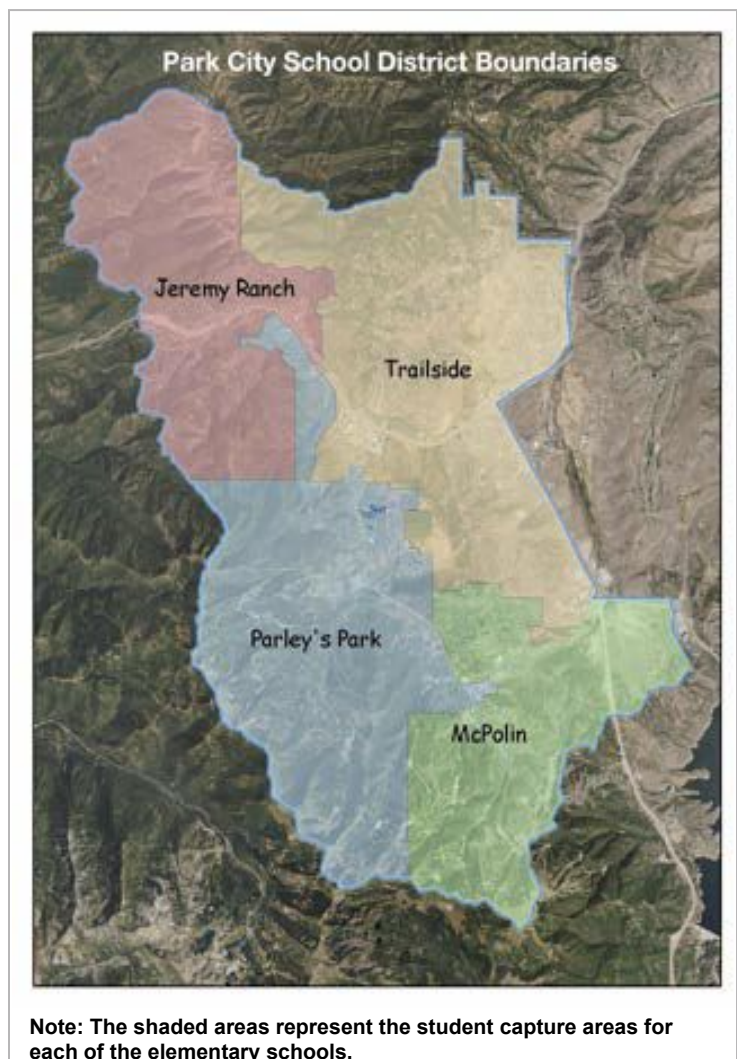 Park City School District Boundaries
Jeremy Ranch
Trailside
Parley's Park
McPolin
Note: The shaded areas represent the student capture areas for
each of the elementary schools.